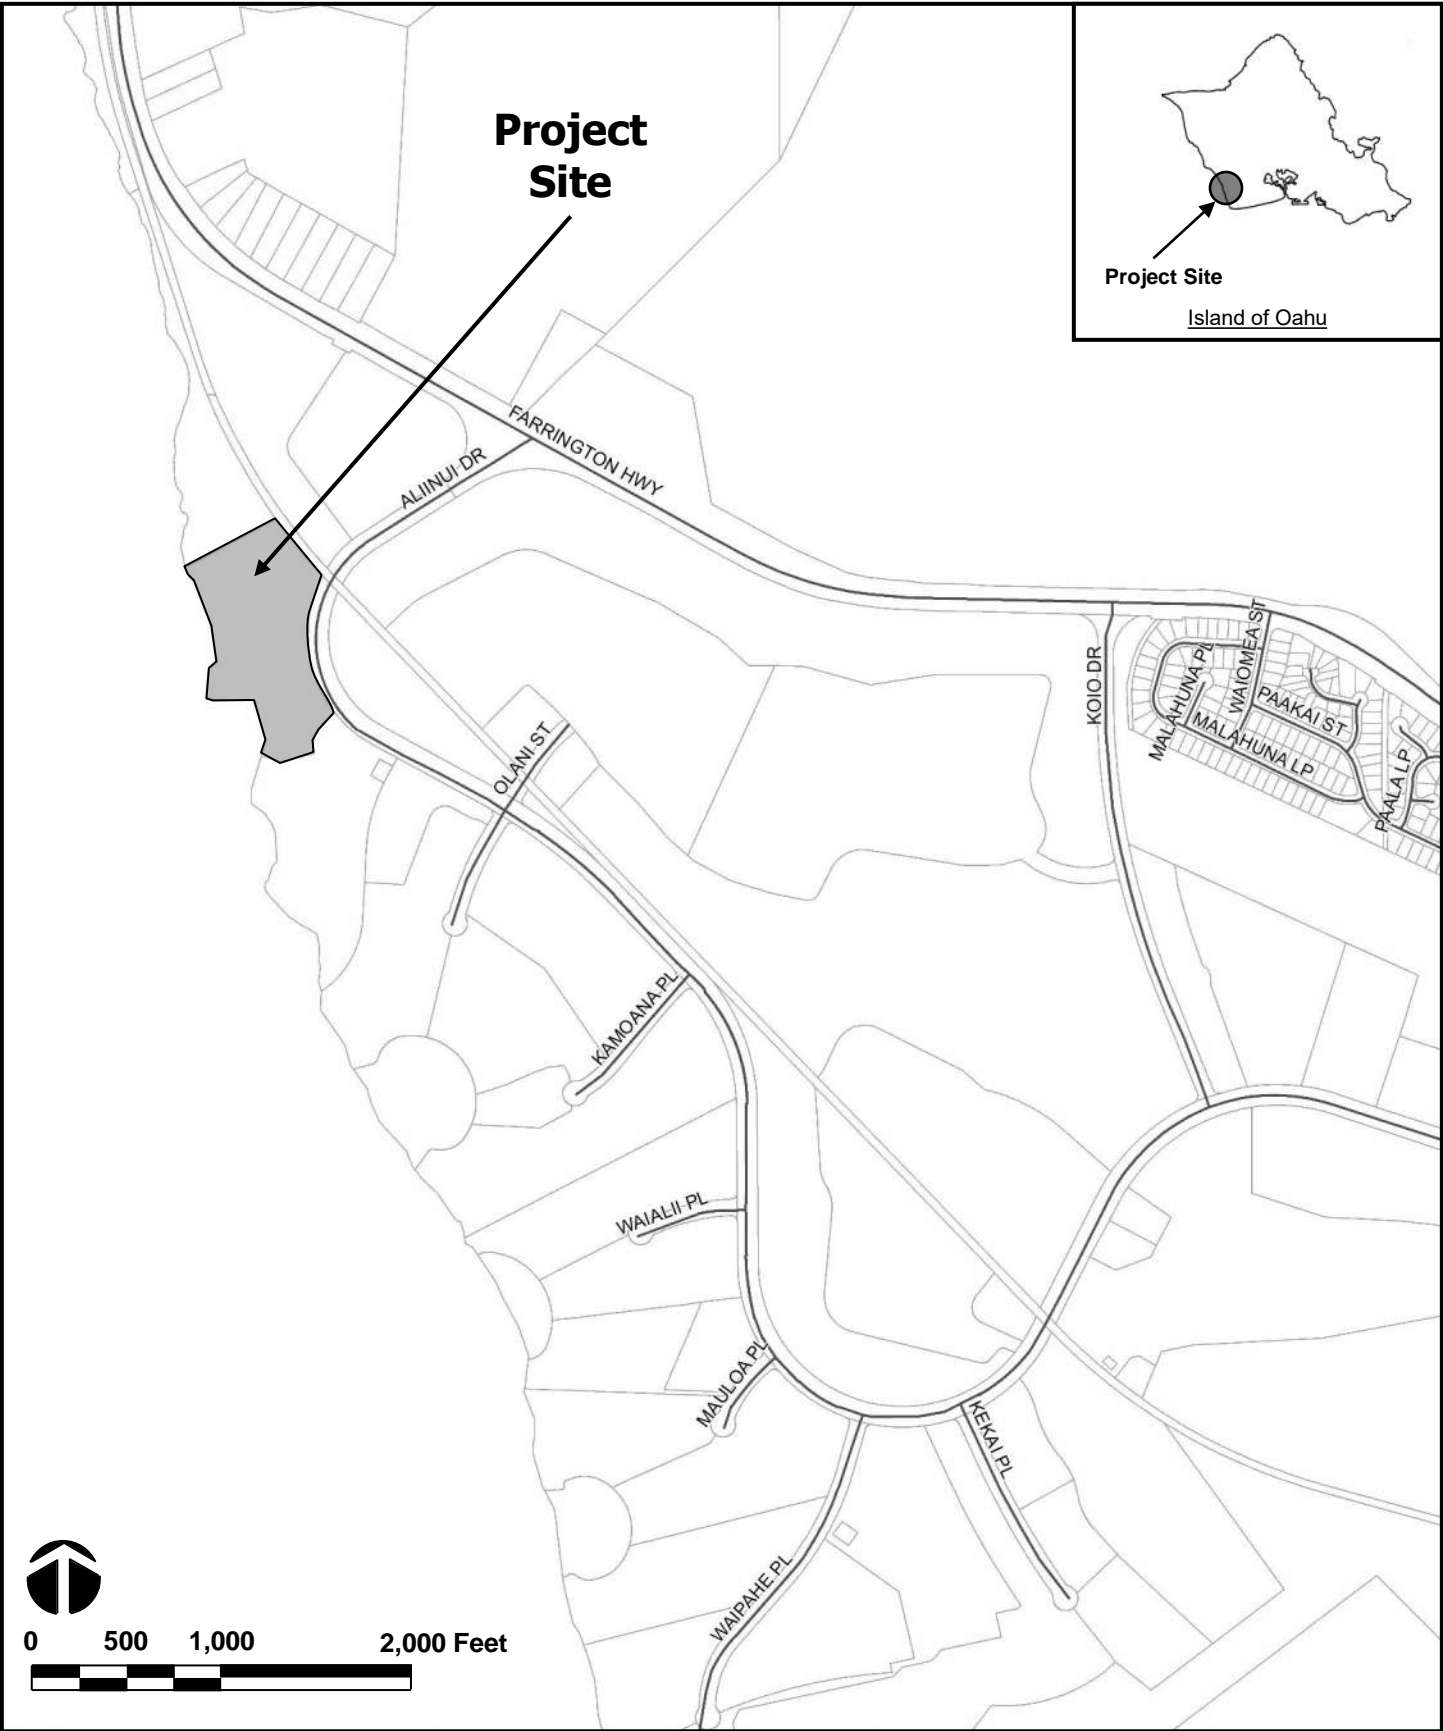 Project
Site
Project Site
Island of Oahu
FARRINGTON HWY
ALIINUI DR
KOIO DR
WAIOMEA ST
MALAHUNA PL
PAAKAI ST
MALAHUNA LP
PAALA LP
OLANI ST
KAMOANA PL
WAIALII PL
MAULOA PL
KEKAI PL
WAIPAHE PL
0 500 1,000 2,000 Feet